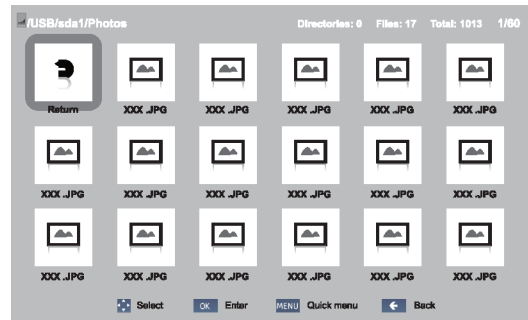 /USB/sda1/Photos Directories: 0 Files: 17 Total: 1013 1/60
Return XXX .JPG XXX .JPG XXX .JPG XXX .JPG XXX .JPG
XXX .JPG XXX .JPG XXX .JPG XXX .JPG XXX .JPG XXX .JPG
XXX .JPG XXX .JPG XXX .JPG XXX .JPG XXX .JPG XXX .JPG
Select OK Enter MENU Quick menu Back